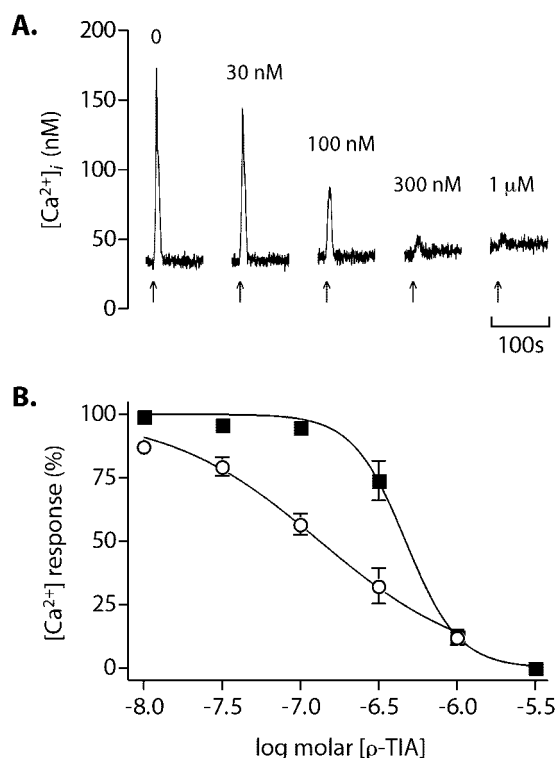 A.
200
150
100
50
0
[Ca²⁺]ᵢ (nM)
0
30 nM
100 nM
300 nM
1 μM
100s
B.
100
75
50
25
0
[Ca²⁺] response (%)
-8.0 -7.5 -7.0 -6.5 -6.0 -5.5
log molar [ρ-TIA]